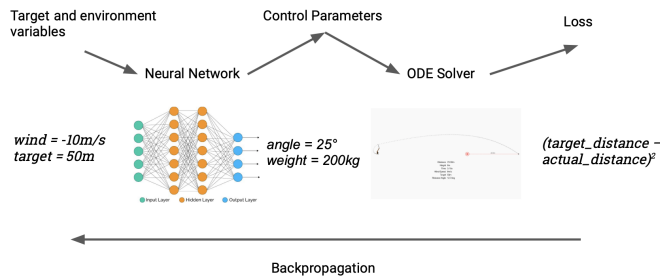 Target and environment
variables
Control Parameters
Loss
Neural Network
ODE Solver
wind = -10m/s
target = 50m
angle = 25°
weight = 200kg
(target_distance –
actual_distance)²
Input Layer
Hidden Layer
Output Layer
Backpropagation